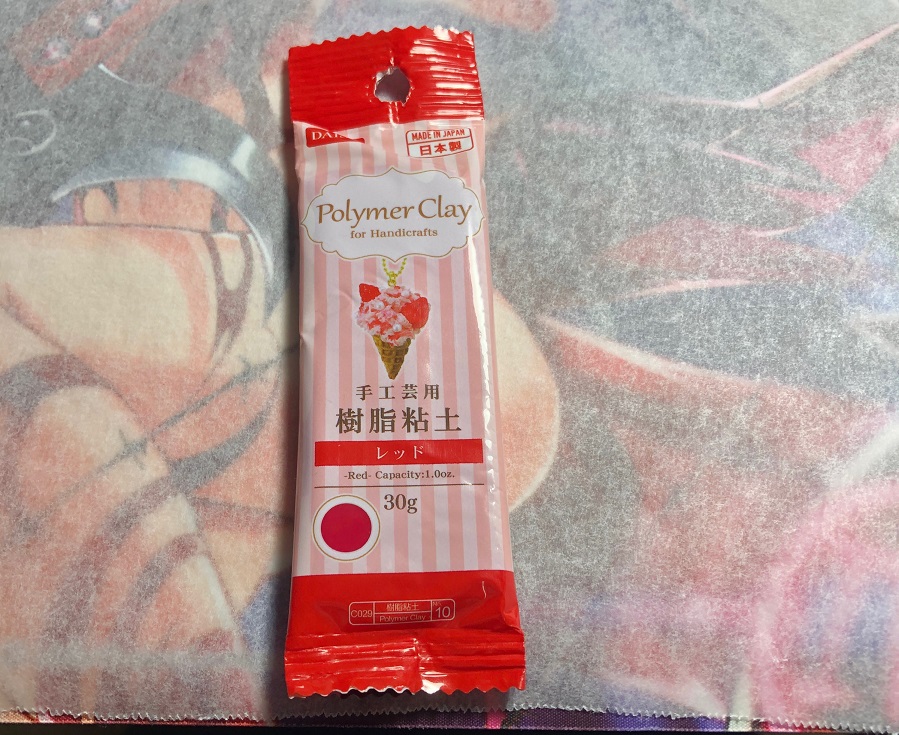 MADE IN JAPAN
日本製
Polymer Clay
for Handicrafts
手工芸用
樹脂粘土
レッド
-Red- Capacity:1.0oz.
30g
C029 樹脂粘土 Polymer Clay No. 10